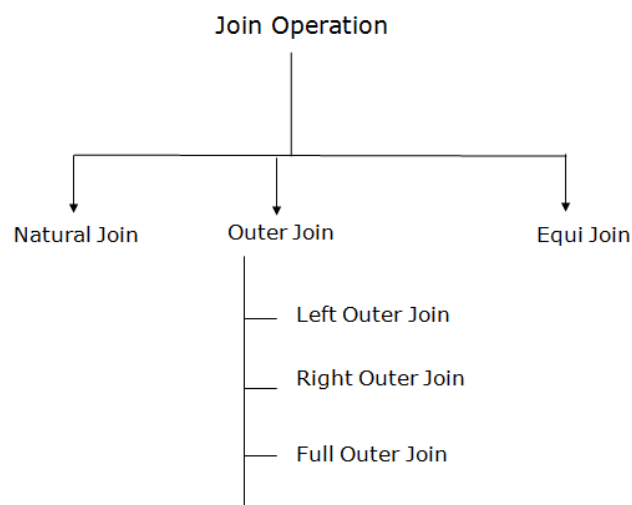 Join Operation
Natural Join
Outer Join
Equi Join
Left Outer Join
Right Outer Join
Full Outer Join